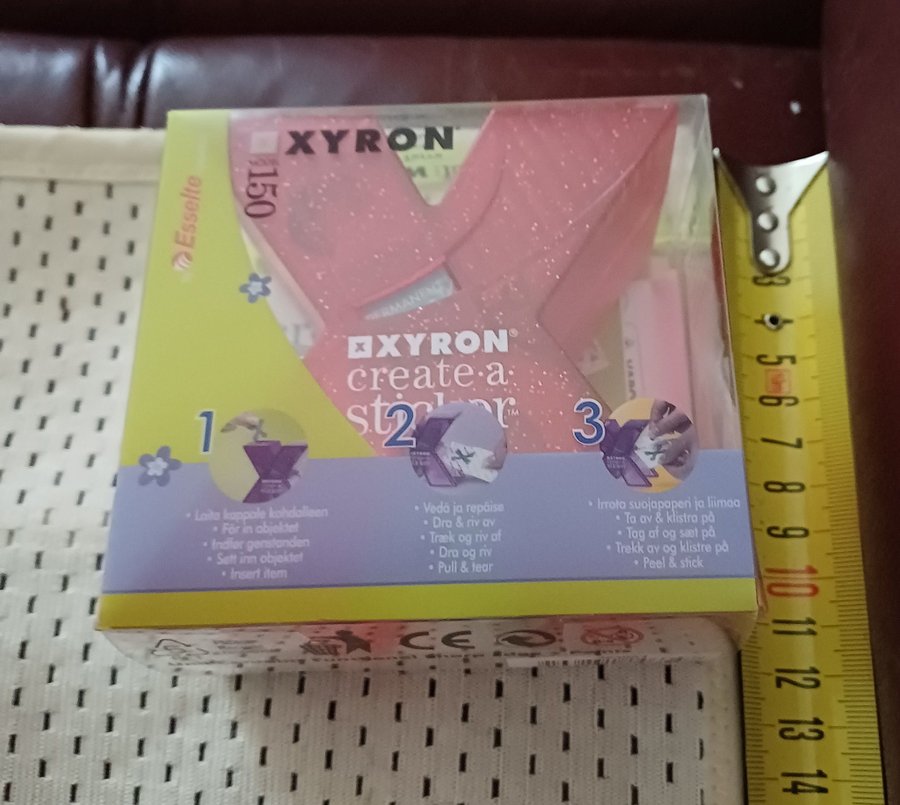 XYRON
150
Esselte
PERMANENT
XYRON®
create·a·
sticker™
1
2
3
• Laita kappale kohdalleen
• För in objektet
• Indfør genstanden
• Sett inn objektet
• Insert item
• Vedä ja repäise
• Dra & riv av
• Træk og riv af
• Dra og riv
• Pull & tear
• Irrota suojapaperi ja liimaa
• Ta av & klistra på
• Tag af og sæt på
• Trekk av og klistre på
• Peel & stick
CE
3
4
5
6
7
8
9
10
11
12
13
14